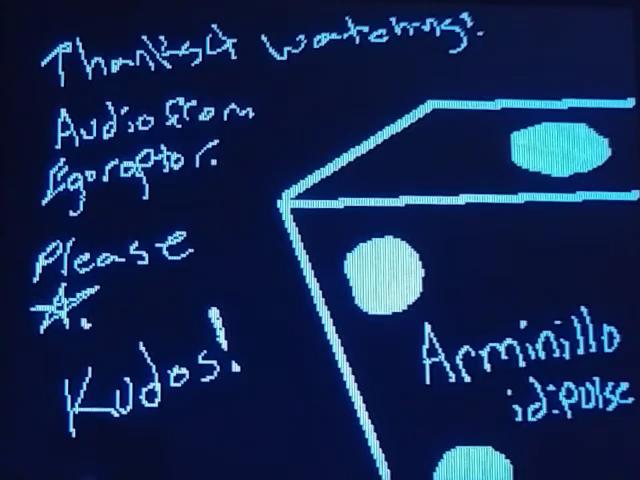 Thanks4 watching!
Audio from
Egoraptor.
Please
☆.
Kudos!
Arminillo
id:pulse